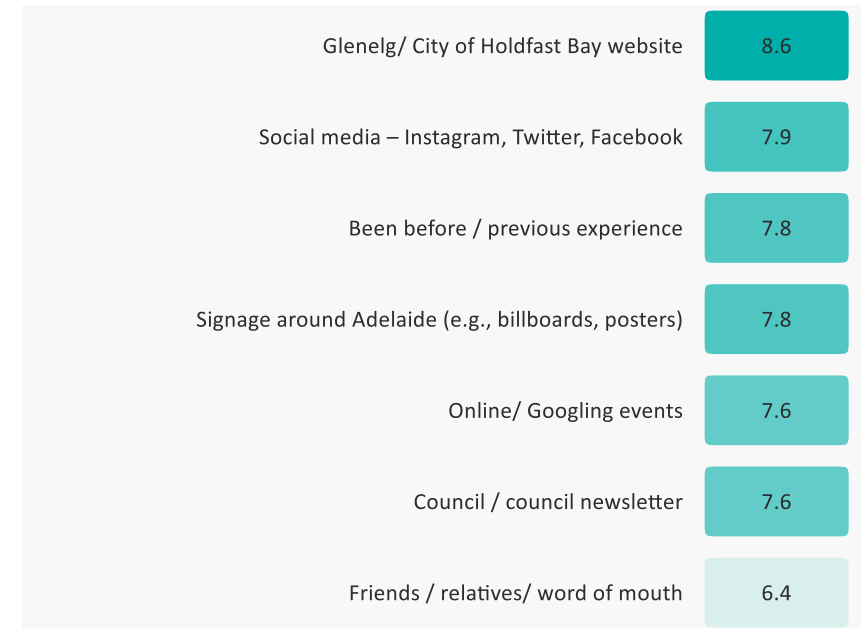 Glenelg/ City of Holdfast Bay website 8.6
Social media – Instagram, Twitter, Facebook 7.9
Been before / previous experience 7.8
Signage around Adelaide (e.g., billboards, posters) 7.8
Online/ Googling events 7.6
Council / council newsletter 7.6
Friends / relatives/ word of mouth 6.4